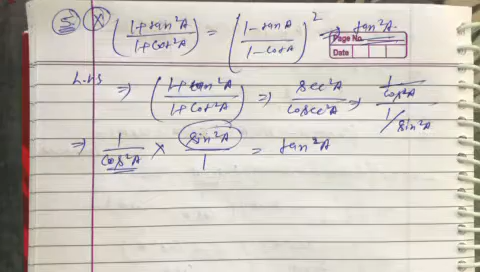 5 (x) (1+tan²A / 1+cot²A) = (1-tanA / 1-cotA)² ⇒ tan²A.
Page No.
Date
L.H.S ⇒ (1+tan²A / 1+cot²A) ⇒ sec²A / cosec²A ⇒ 1/cos²A / 1/sin²A
⇒ 1/cos²A × sin²A/1 = tan²A